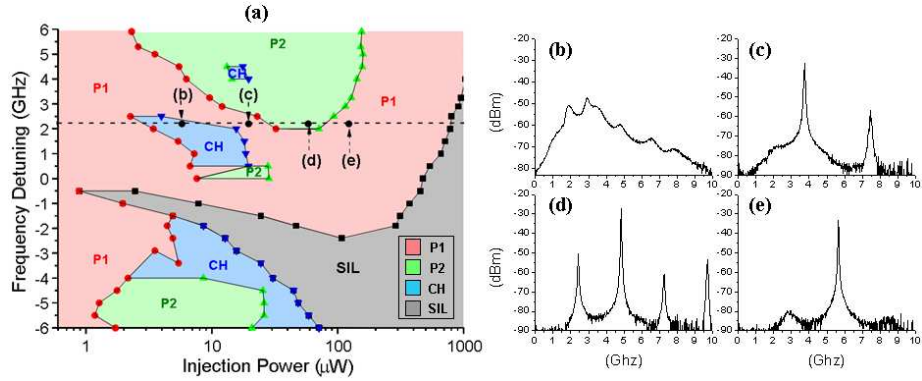 (a)
Frequency Detuning (GHz)
6
5
4
3
2
1
0
-1
-2
-3
-4
-5
-6
P2
CH
P1
(b)
(c)
P1
CH
(d)
(e)
P2
P1
CH
SIL
P2
P1
P2
CH
SIL
1
10
100
1000
Injection Power (μW)
(b)
(dBm)
-20
-30
-40
-50
-60
-70
-80
-90
0 1 2 3 4 5 6 7 8 9 10
(c)
-20
-30
-40
-50
-60
-70
-80
-90
0 1 2 3 4 5 6 7 8 9 10
(d)
(dBm)
-20
-30
-40
-50
-60
-70
-80
-90
0 1 2 3 4 5 6 7 8 9 10
(Ghz)
(e)
-20
-30
-40
-50
-60
-70
-80
-90
0 1 2 3 4 5 6 7 8 9 10
(Ghz)